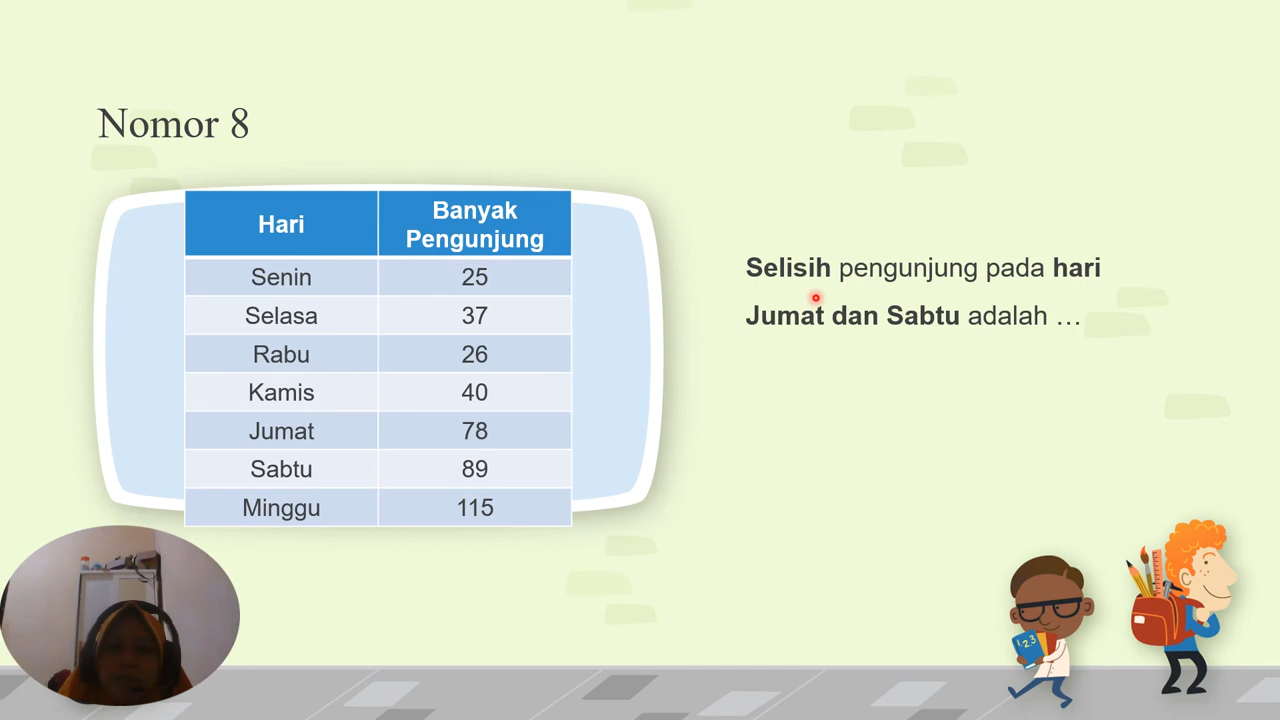 Nomor 8
Hari
Banyak
Pengunjung
Senin 25
Selasa 37
Rabu 26
Kamis 40
Jumat 78
Sabtu 89
Minggu 115
Selisih pengunjung pada hari
Jumat dan Sabtu adalah …
123